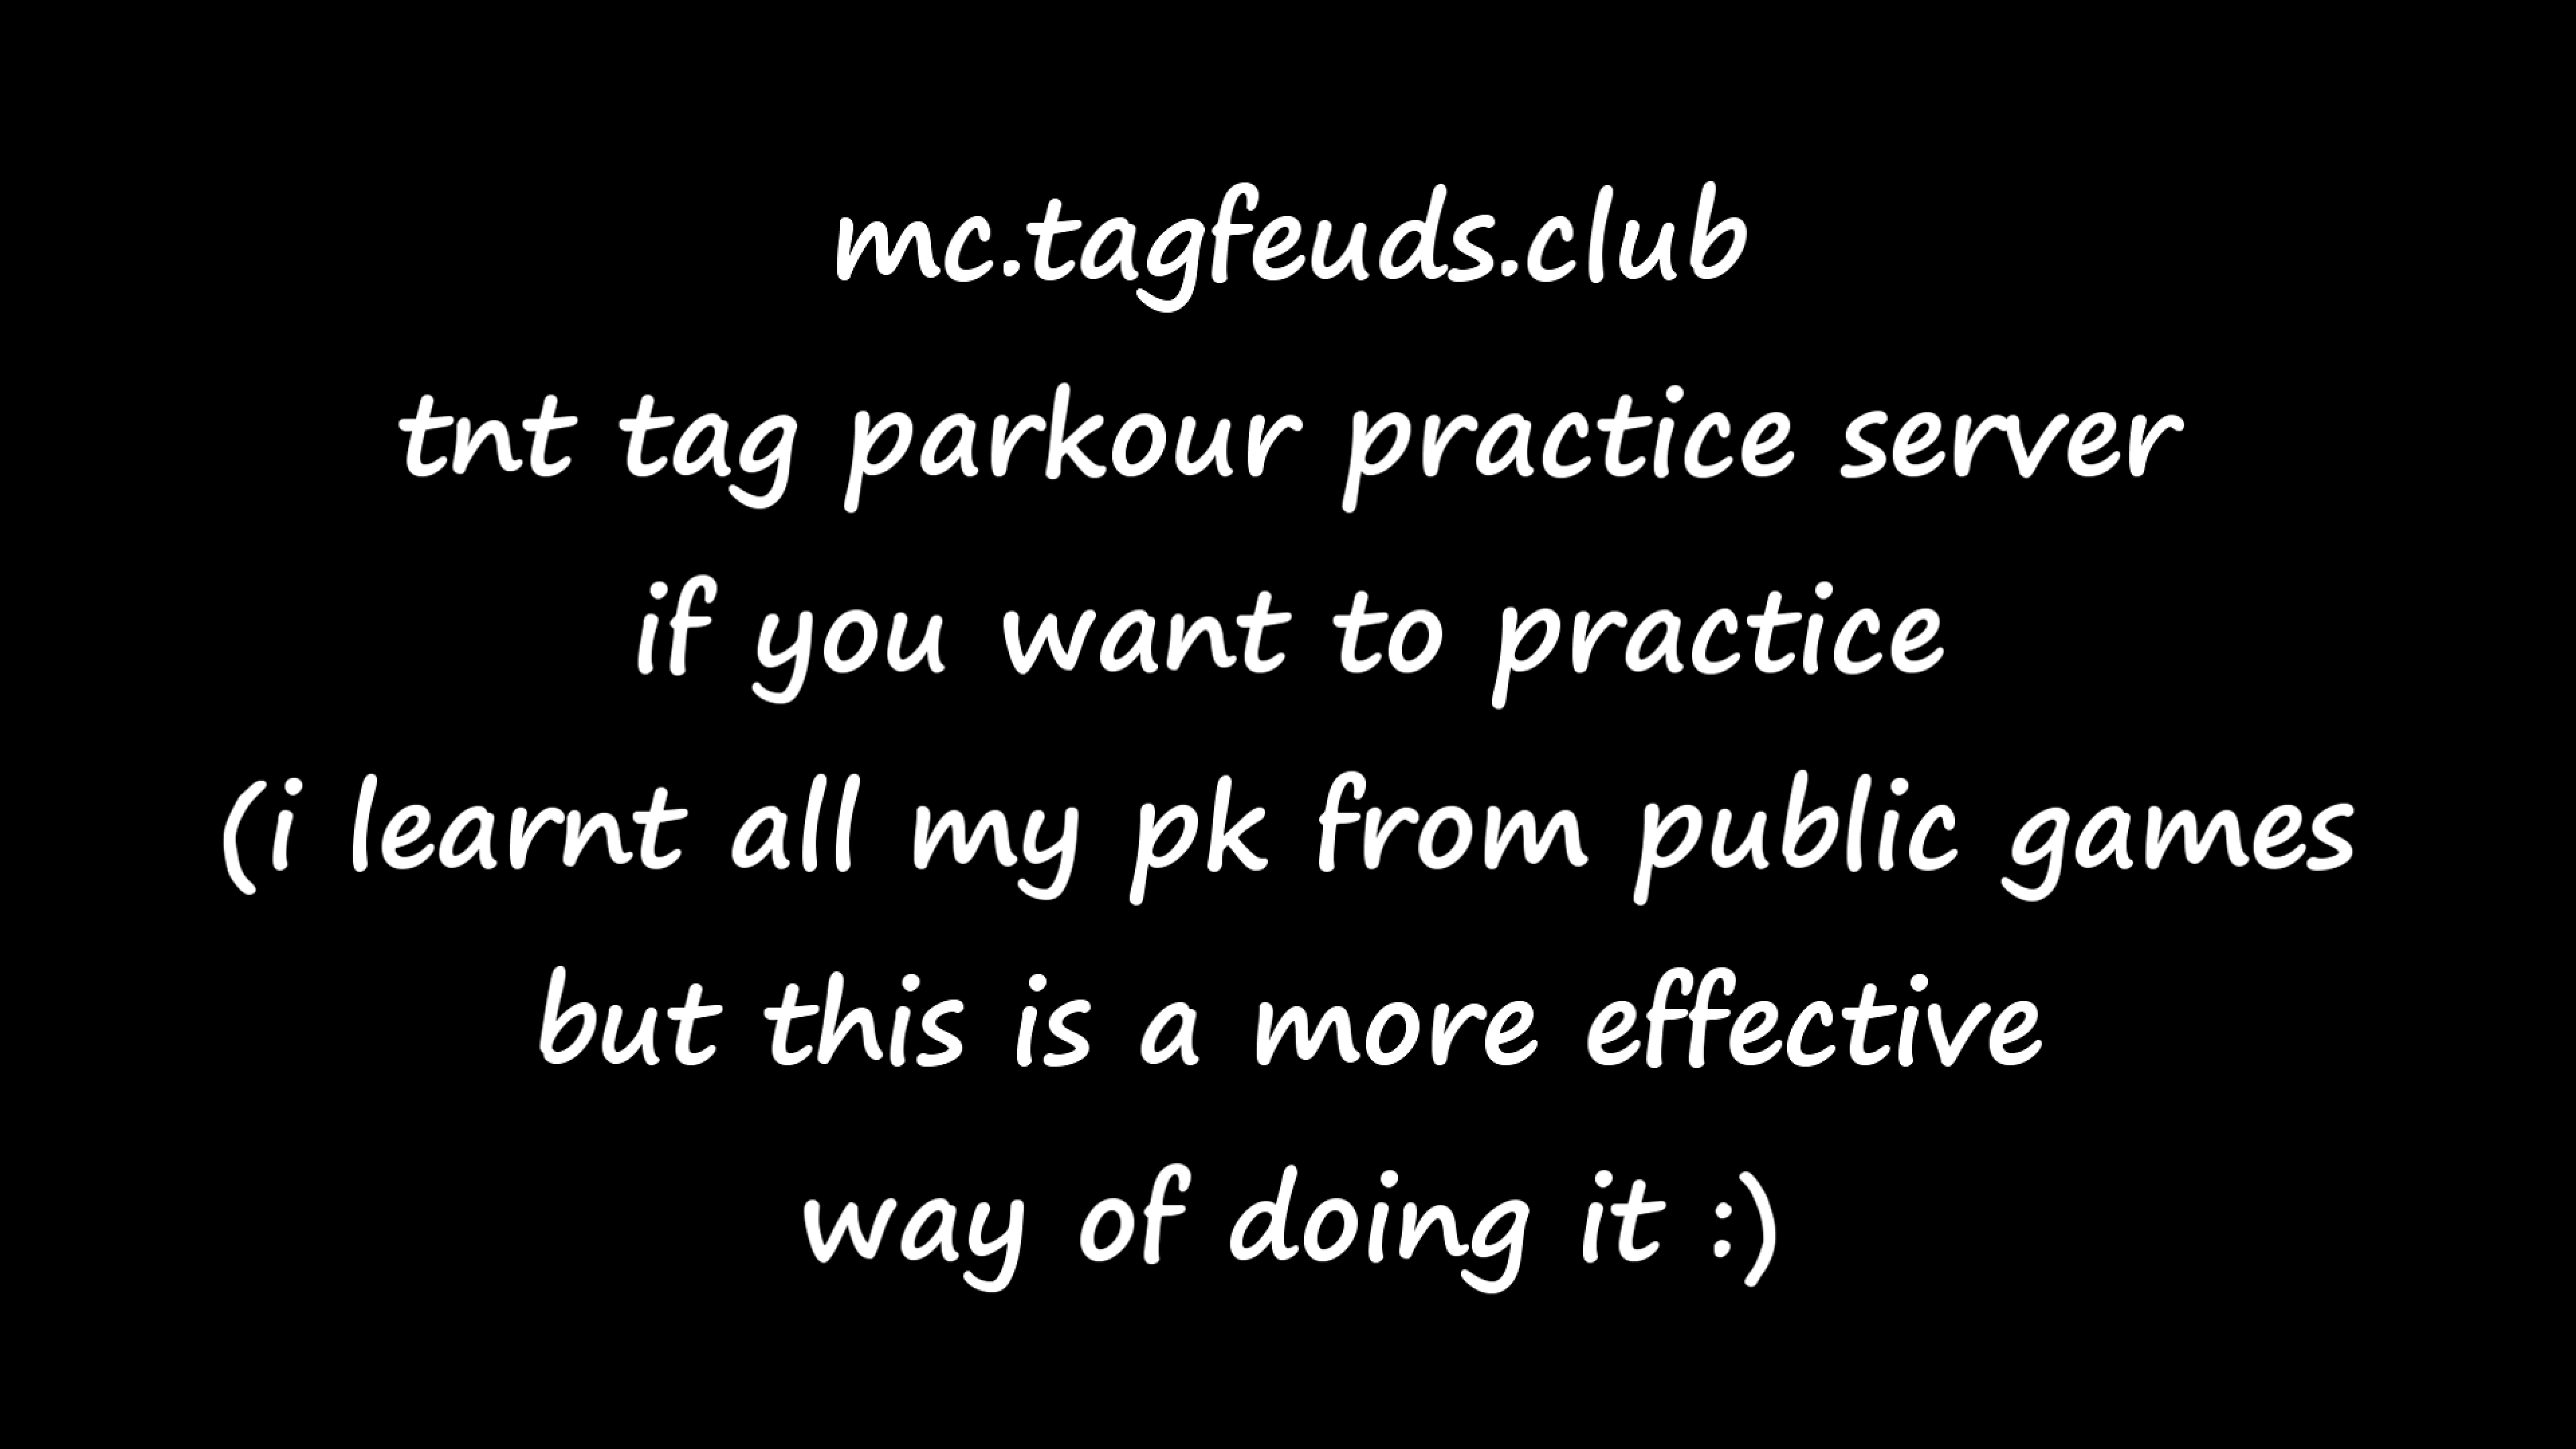 mc.tagfeuds.club
tnt tag parkour practice server
if you want to practice
(i learnt all my pk from public games
but this is a more effective
way of doing it :)